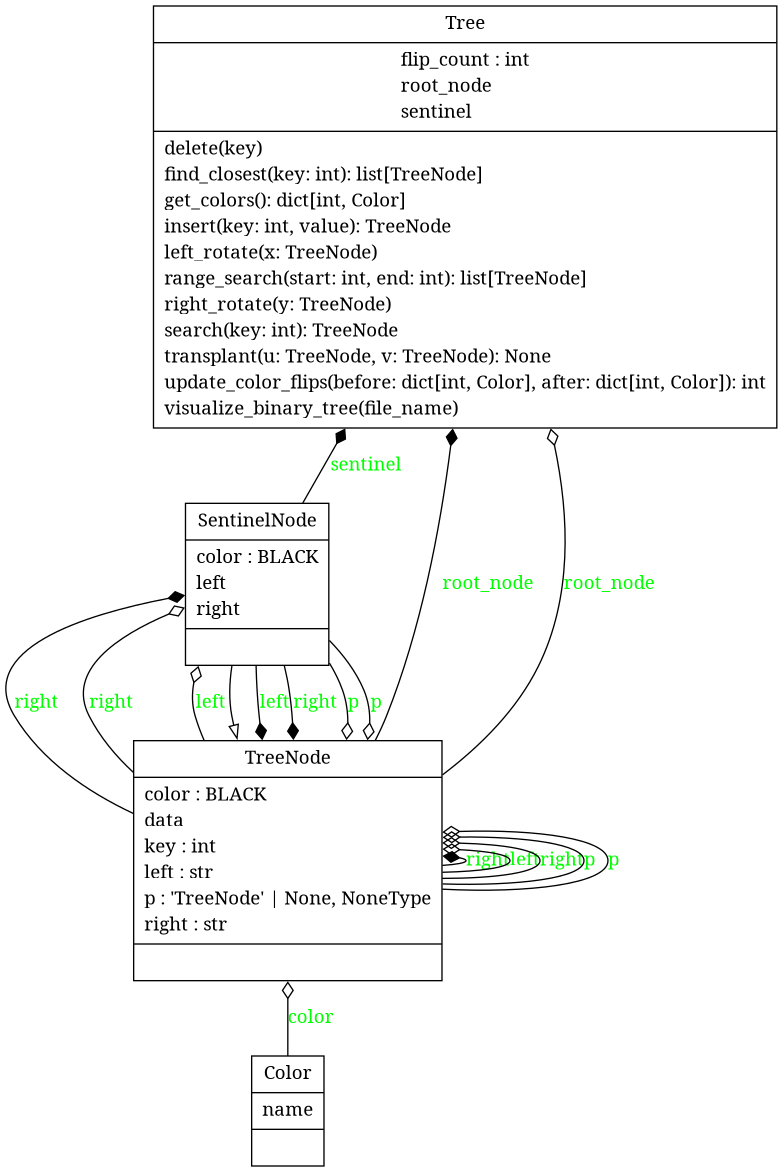 Tree
flip_count : int
root_node
sentinel
delete(key)
find_closest(key: int): list[TreeNode]
get_colors(): dict[int, Color]
insert(key: int, value): TreeNode
left_rotate(x: TreeNode)
range_search(start: int, end: int): list[TreeNode]
right_rotate(y: TreeNode)
search(key: int): TreeNode
transplant(u: TreeNode, v: TreeNode): None
update_color_flips(before: dict[int, Color], after: dict[int, Color]): int
visualize_binary_tree(file_name)
sentinel
SentinelNode
color : BLACK
left
right
root_node
root_node
right
right
left
left
right
p
p
TreeNode
color : BLACK
data
key : int
left : str
p : 'TreeNode' | None, NoneType
right : str
right
left
right
p
p
color
Color
name